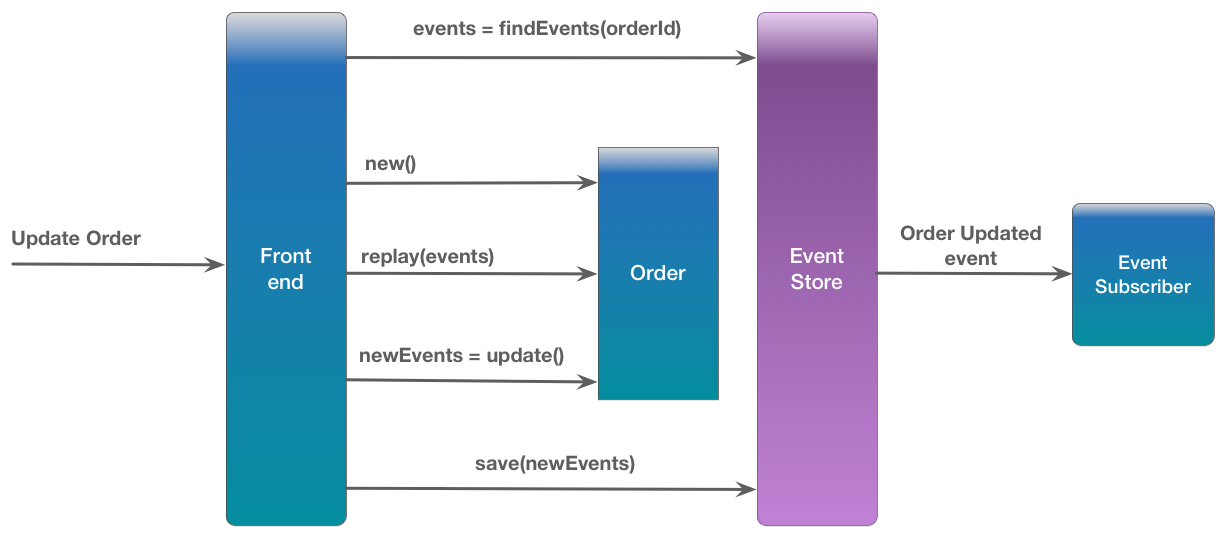 events = findEvents(orderId)
new()
Update Order
Front
end
replay(events)
Order
Event
Store
Order Updated
event
Event
Subscriber
newEvents = update()
save(newEvents)